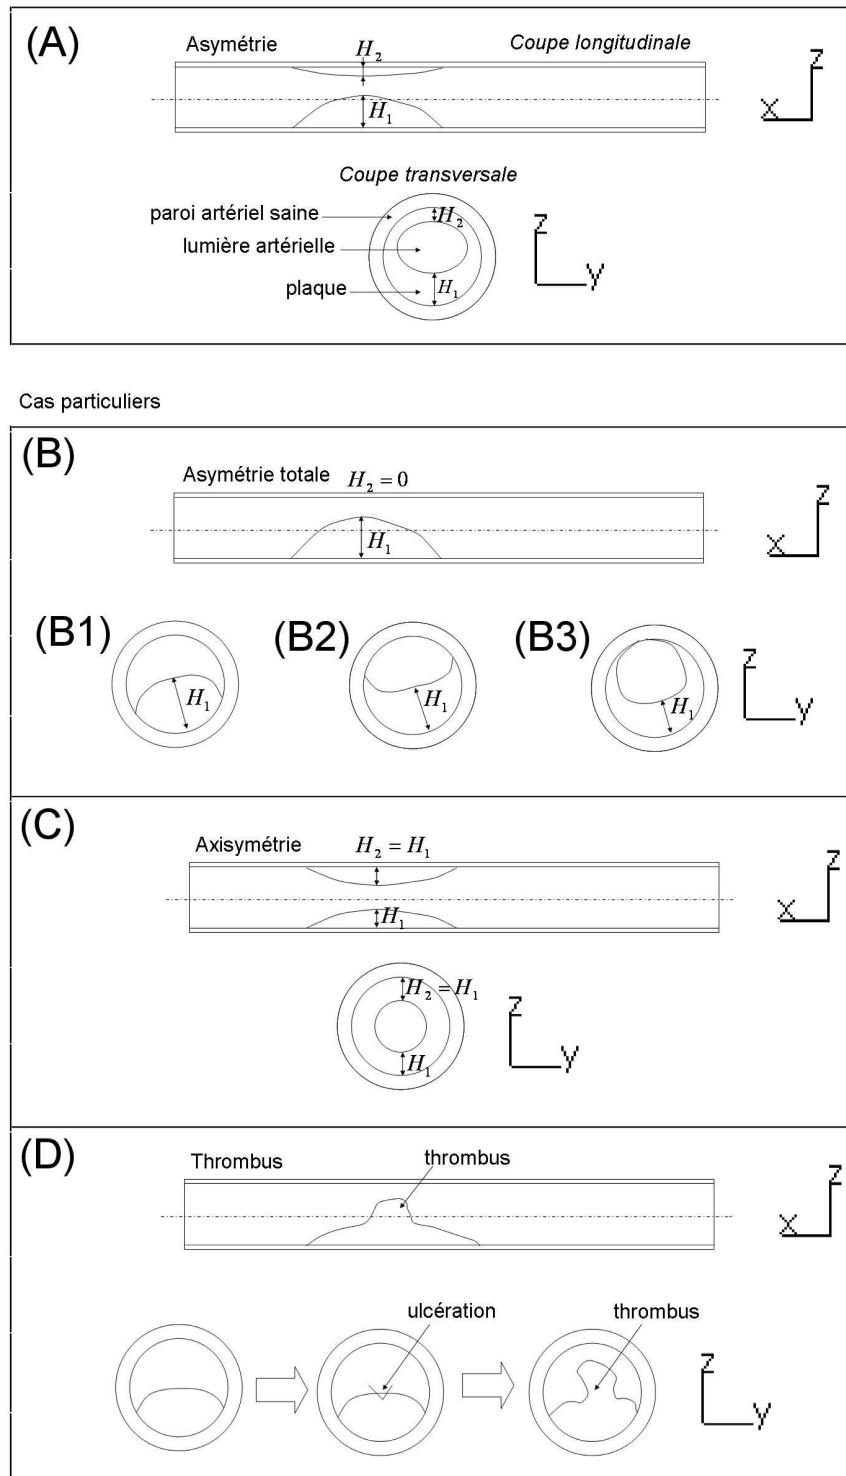 (A)
Asymétrie
H₂
Coupe longitudinale
H₁
Z
X
Coupe transversale
paroi artériel saine
H₂
lumière artérielle
H₁
plaque
Z
Y
Cas particuliers
(B)
Asymétrie totale H₂ = 0
H₁
Z
X
(B1)
(B2)
(B3)
H₁
H₁
H₁
Z
Y
(C)
Axisymétrie
H₂ = H₁
H₁
Z
X
H₂ = H₁
H₁
Z
Y
(D)
Thrombus
thrombus
Z
X
ulcération
thrombus
Z
Y